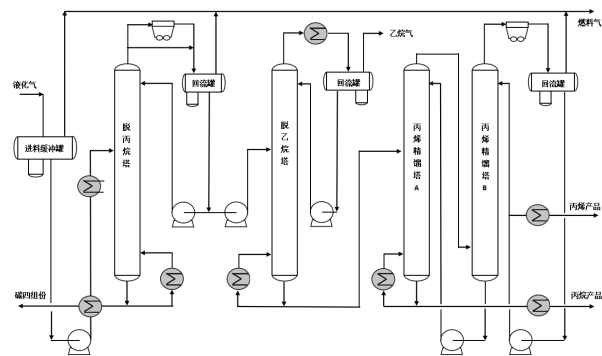 燃料气
液化气
乙烷气
回流罐
回流罐
回流罐
进料缓冲罐
脱丙烷塔
脱乙烷塔
丙烯精馏塔A
丙烯精馏塔B
丙烯产品
碳四组份
丙烷产品